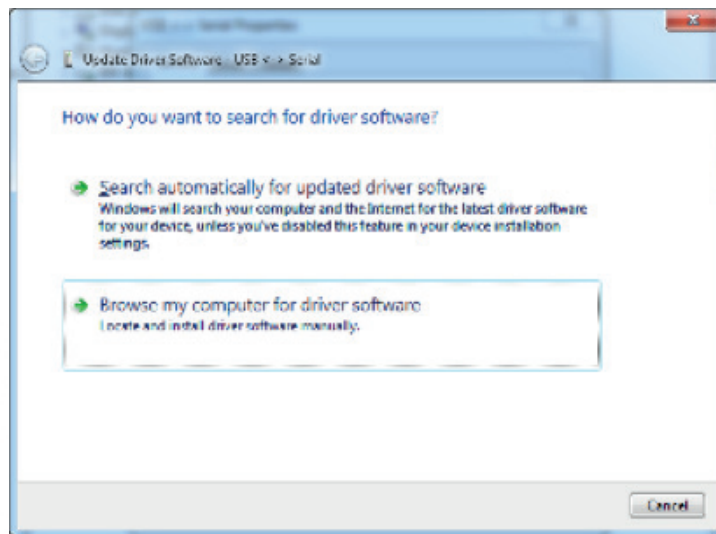 Serial Properties
Update Driver Software - USB <-> Serial
How do you want to search for driver software?
Search automatically for updated driver software
Windows will search your computer and the Internet for the latest driver software
for your device, unless you've disabled this feature in your device installation
settings.
Browse my computer for driver software
Locate and install driver software manually.
Cancel